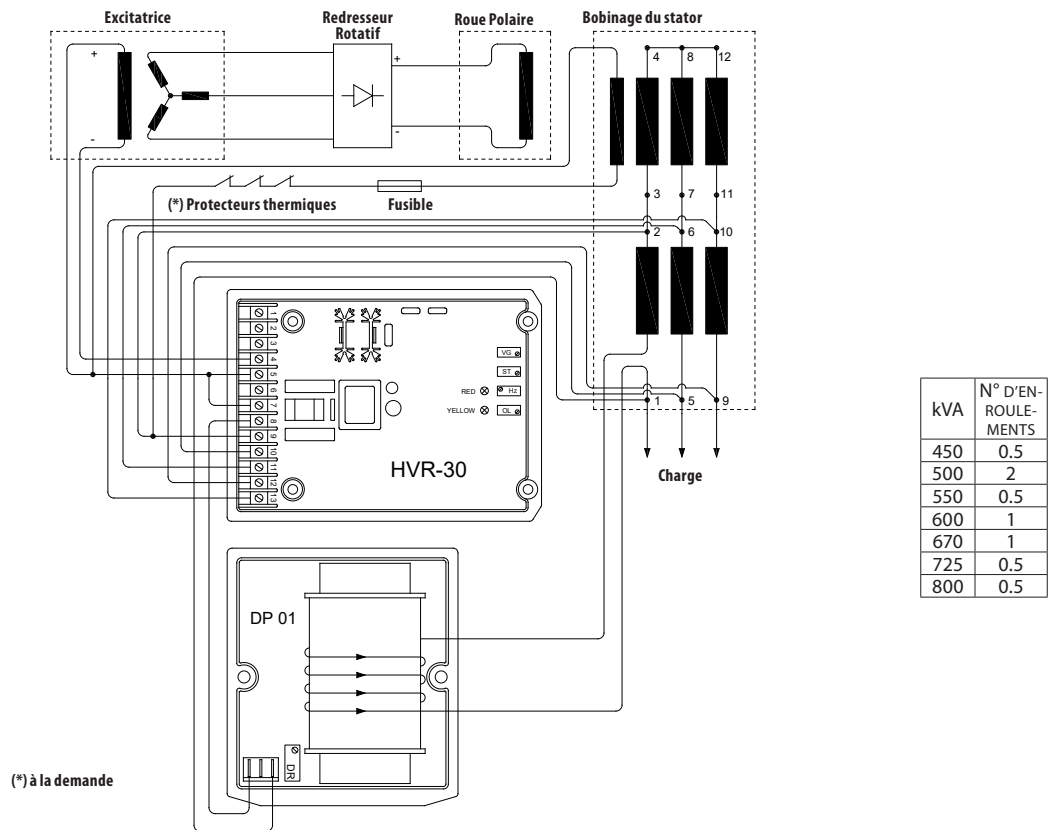 Excitatrice
Redresseur
Rotatif
Roue Polaire
Bobinage du stator
+
-
+
-
4
8
12
(*) Protecteurs thermiques
Fusible
3
7
11
2
6
10
1
2
3
4
5
6
7
8
9
10
11
12
13
VG
ST
RED
Hz
YELLOW
OL
HVR-30
1
5
9
Charge
kVA
N° D'EN-
ROULE-
MENTS
450 0.5
500 2
550 0.5
600 1
670 1
725 0.5
800 0.5
DP 01
DR
(*) à la demande